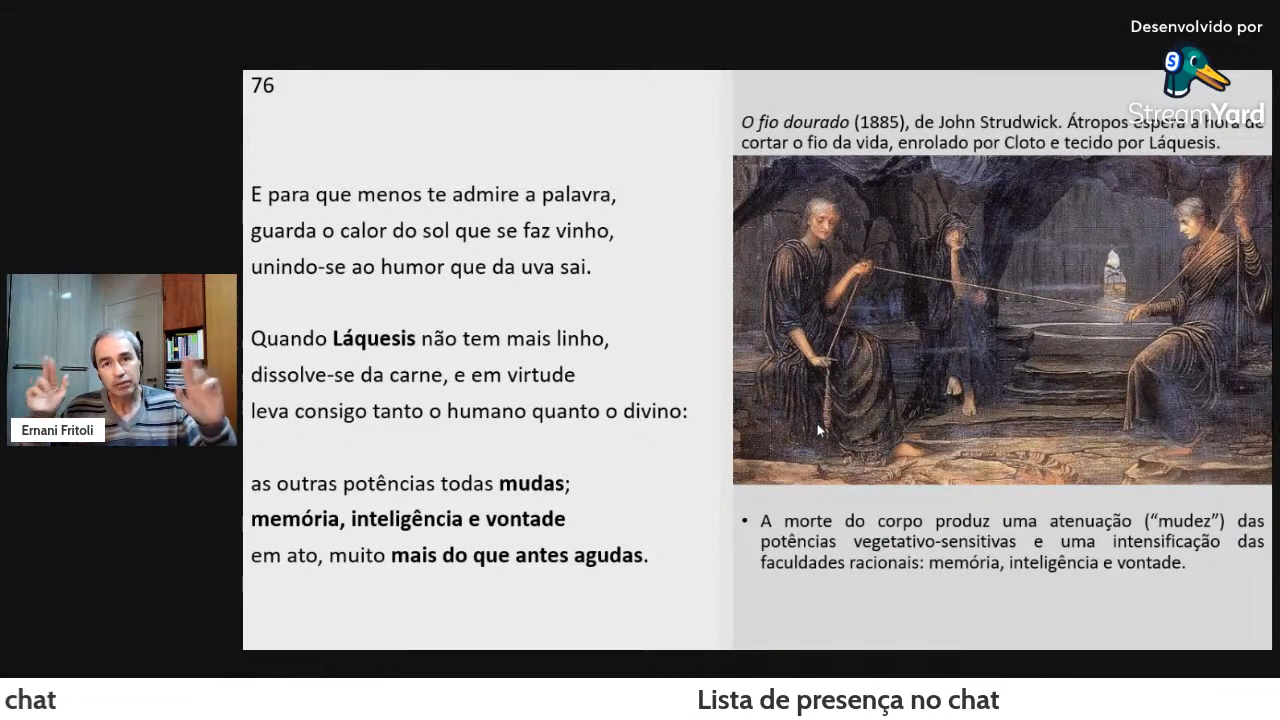 Desenvolvido por
StreamYard
76
E para que menos te admire a palavra,
guarda o calor do sol que se faz vinho,
unindo-se ao humor que da uva sai.
Quando Láquesis não tem mais linho,
dissolve-se da carne, e em virtude
leva consigo tanto o humano quanto o divino:
as outras potências todas mudas;
memória, inteligência e vontade
em ato, muito mais do que antes agudas.
O fio dourado (1885), de John Strudwick. Átropos espera a hora de
cortar o fio da vida, enrolado por Cloto e tecido por Láquesis.
• A morte do corpo produz uma atenuação (“mudez”) das
potências vegetativo-sensitivas e uma intensificação das
faculdades racionais: memória, inteligência e vontade.
Ernani Fritoli
chat
Lista de presença no chat